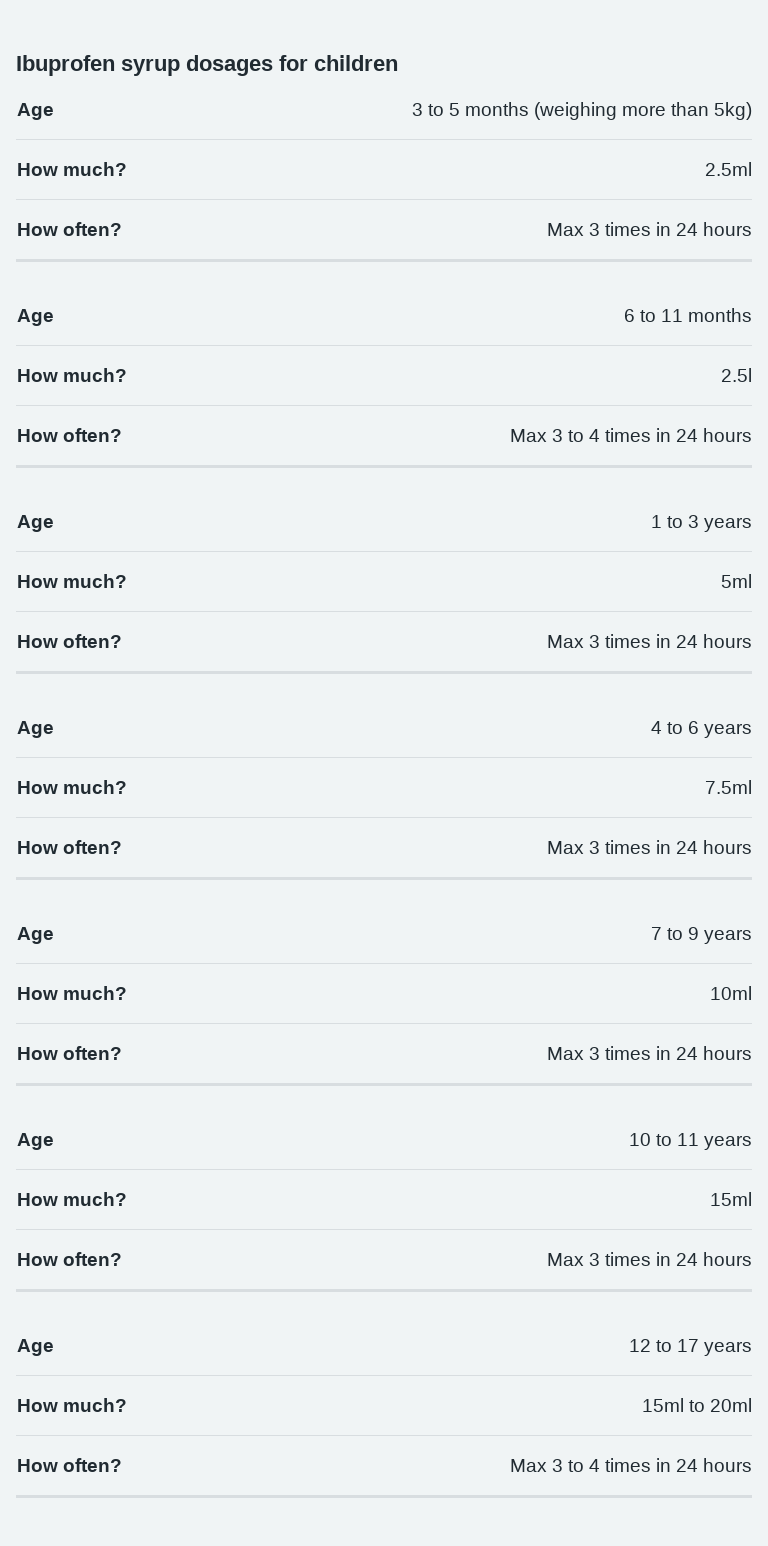 Ibuprofen syrup dosages for children
Age 3 to 5 months (weighing more than 5kg)
How much? 2.5ml
How often? Max 3 times in 24 hours
Age 6 to 11 months
How much? 2.5l
How often? Max 3 to 4 times in 24 hours
Age 1 to 3 years
How much? 5ml
How often? Max 3 times in 24 hours
Age 4 to 6 years
How much? 7.5ml
How often? Max 3 times in 24 hours
Age 7 to 9 years
How much? 10ml
How often? Max 3 times in 24 hours
Age 10 to 11 years
How much? 15ml
How often? Max 3 times in 24 hours
Age 12 to 17 years
How much? 15ml to 20ml
How often? Max 3 to 4 times in 24 hours